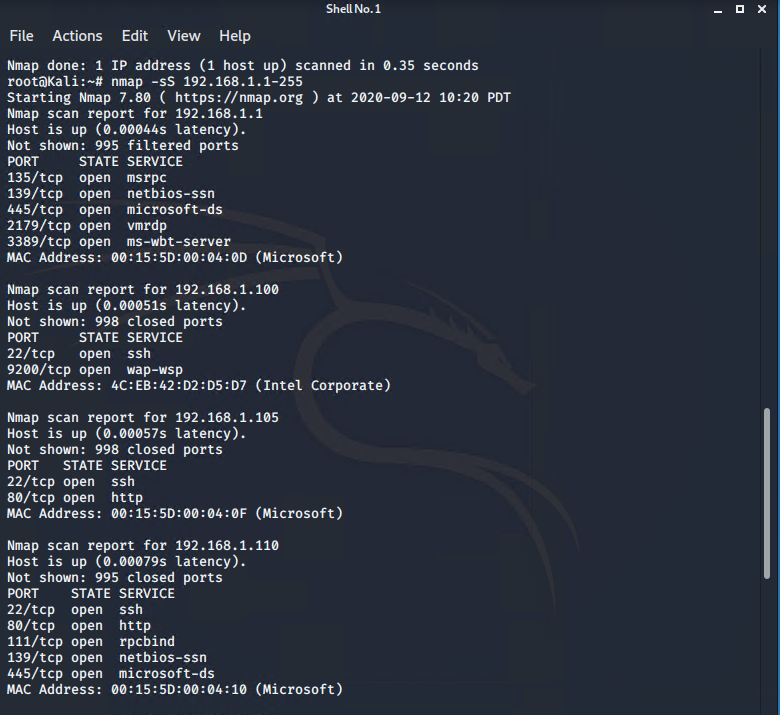 Shell No. 1
File Actions Edit View Help
Nmap done: 1 IP address (1 host up) scanned in 0.35 seconds
root@Kali:~# nmap -sS 192.168.1.1-255
Starting Nmap 7.80 ( https://nmap.org ) at 2020-09-12 10:20 PDT
Nmap scan report for 192.168.1.1
Host is up (0.00044s latency).
Not shown: 995 filtered ports
PORT     STATE SERVICE
135/tcp  open  msrpc
139/tcp  open  netbios-ssn
445/tcp  open  microsoft-ds
2179/tcp open  vmrdp
3389/tcp open  ms-wbt-server
MAC Address: 00:15:5D:00:04:0D (Microsoft)

Nmap scan report for 192.168.1.100
Host is up (0.00051s latency).
Not shown: 998 closed ports
PORT     STATE SERVICE
22/tcp   open  ssh
9200/tcp open  wap-wsp
MAC Address: 4C:EB:42:D2:D5:D7 (Intel Corporate)

Nmap scan report for 192.168.1.105
Host is up (0.00057s latency).
Not shown: 998 closed ports
PORT   STATE SERVICE
22/tcp open  ssh
80/tcp open  http
MAC Address: 00:15:5D:00:04:0F (Microsoft)

Nmap scan report for 192.168.1.110
Host is up (0.00079s latency).
Not shown: 995 closed ports
PORT    STATE SERVICE
22/tcp  open  ssh
80/tcp  open  http
111/tcp open  rpcbind
139/tcp open  netbios-ssn
445/tcp open  microsoft-ds
MAC Address: 00:15:5D:00:04:10 (Microsoft)